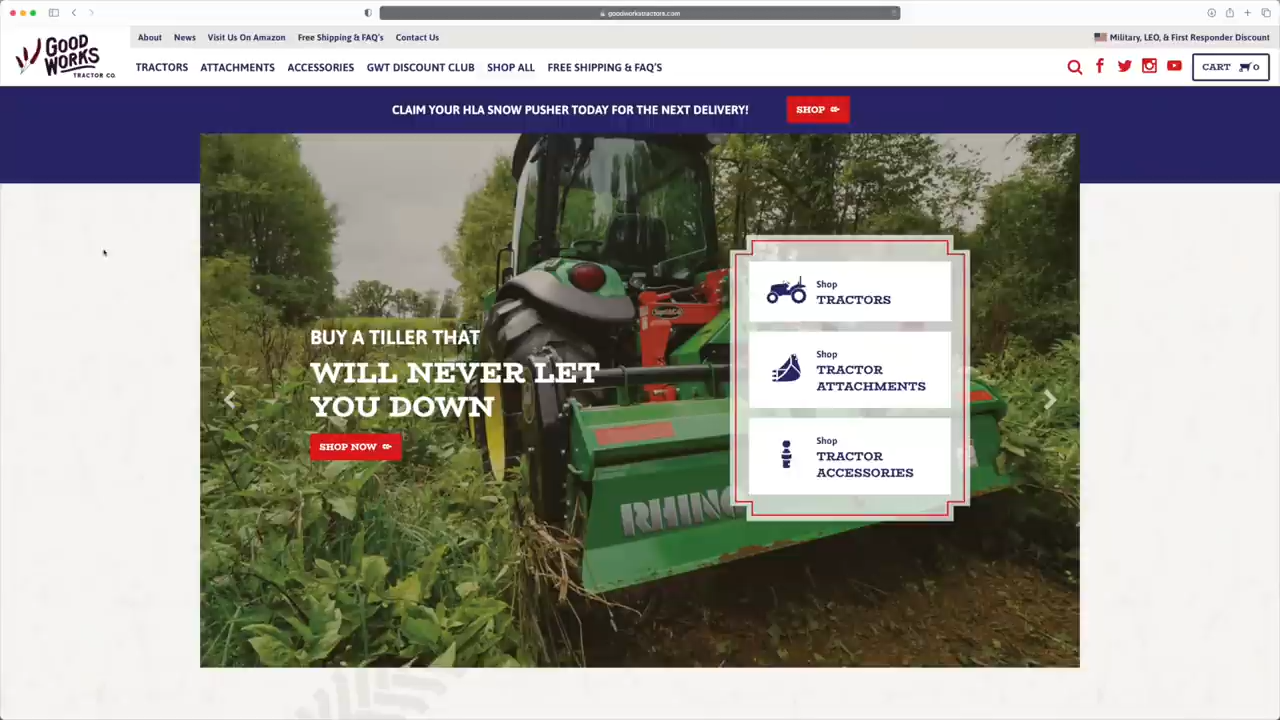 goodworkstractors.com
GOOD
WORKS
TRACTOR CO.
About News Visit Us On Amazon Free Shipping & FAQ's Contact Us
Military, LEO, & First Responder Discount
TRACTORS ATTACHMENTS ACCESSORIES GWT DISCOUNT CLUB SHOP ALL FREE SHIPPING & FAQ'S
CART 0
CLAIM YOUR HLA SNOW PUSHER TODAY FOR THE NEXT DELIVERY!
SHOP
BUY A TILLER THAT
WILL NEVER LET
YOU DOWN
SHOP NOW
Shop
TRACTORS
Shop
TRACTOR
ATTACHMENTS
Shop
TRACTOR
ACCESSORIES
RHINO